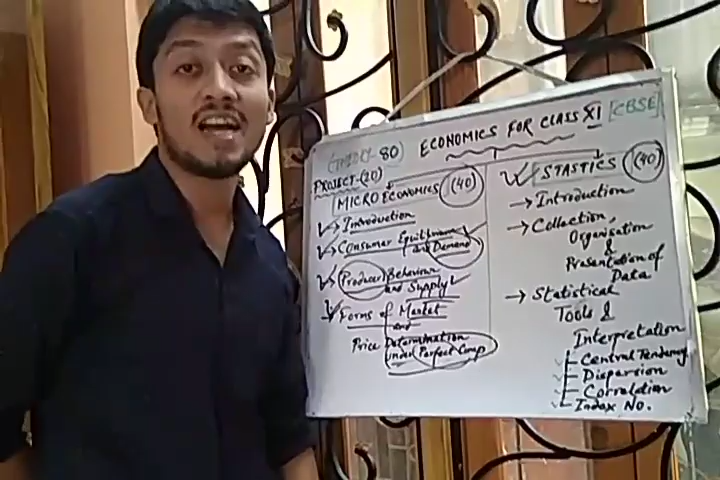 (THEORY-80)
PROJECT-(20)
ECONOMICS FOR CLASS XI [CBSE]
MICROECONOMICS (40)
Introduction
Consumer Equilibrium
and Demand
Producer Behaviour
and Supply
Forms of Market
and
Price Determination
under Perfect Comp
STASTICS (40)
→ Introduction
→ Collection,
Organisation
&
Presentation of
Data
→ Statistical
Tools &
Interpretation
Central Tendency
Dispersion
Correlation
Index No.